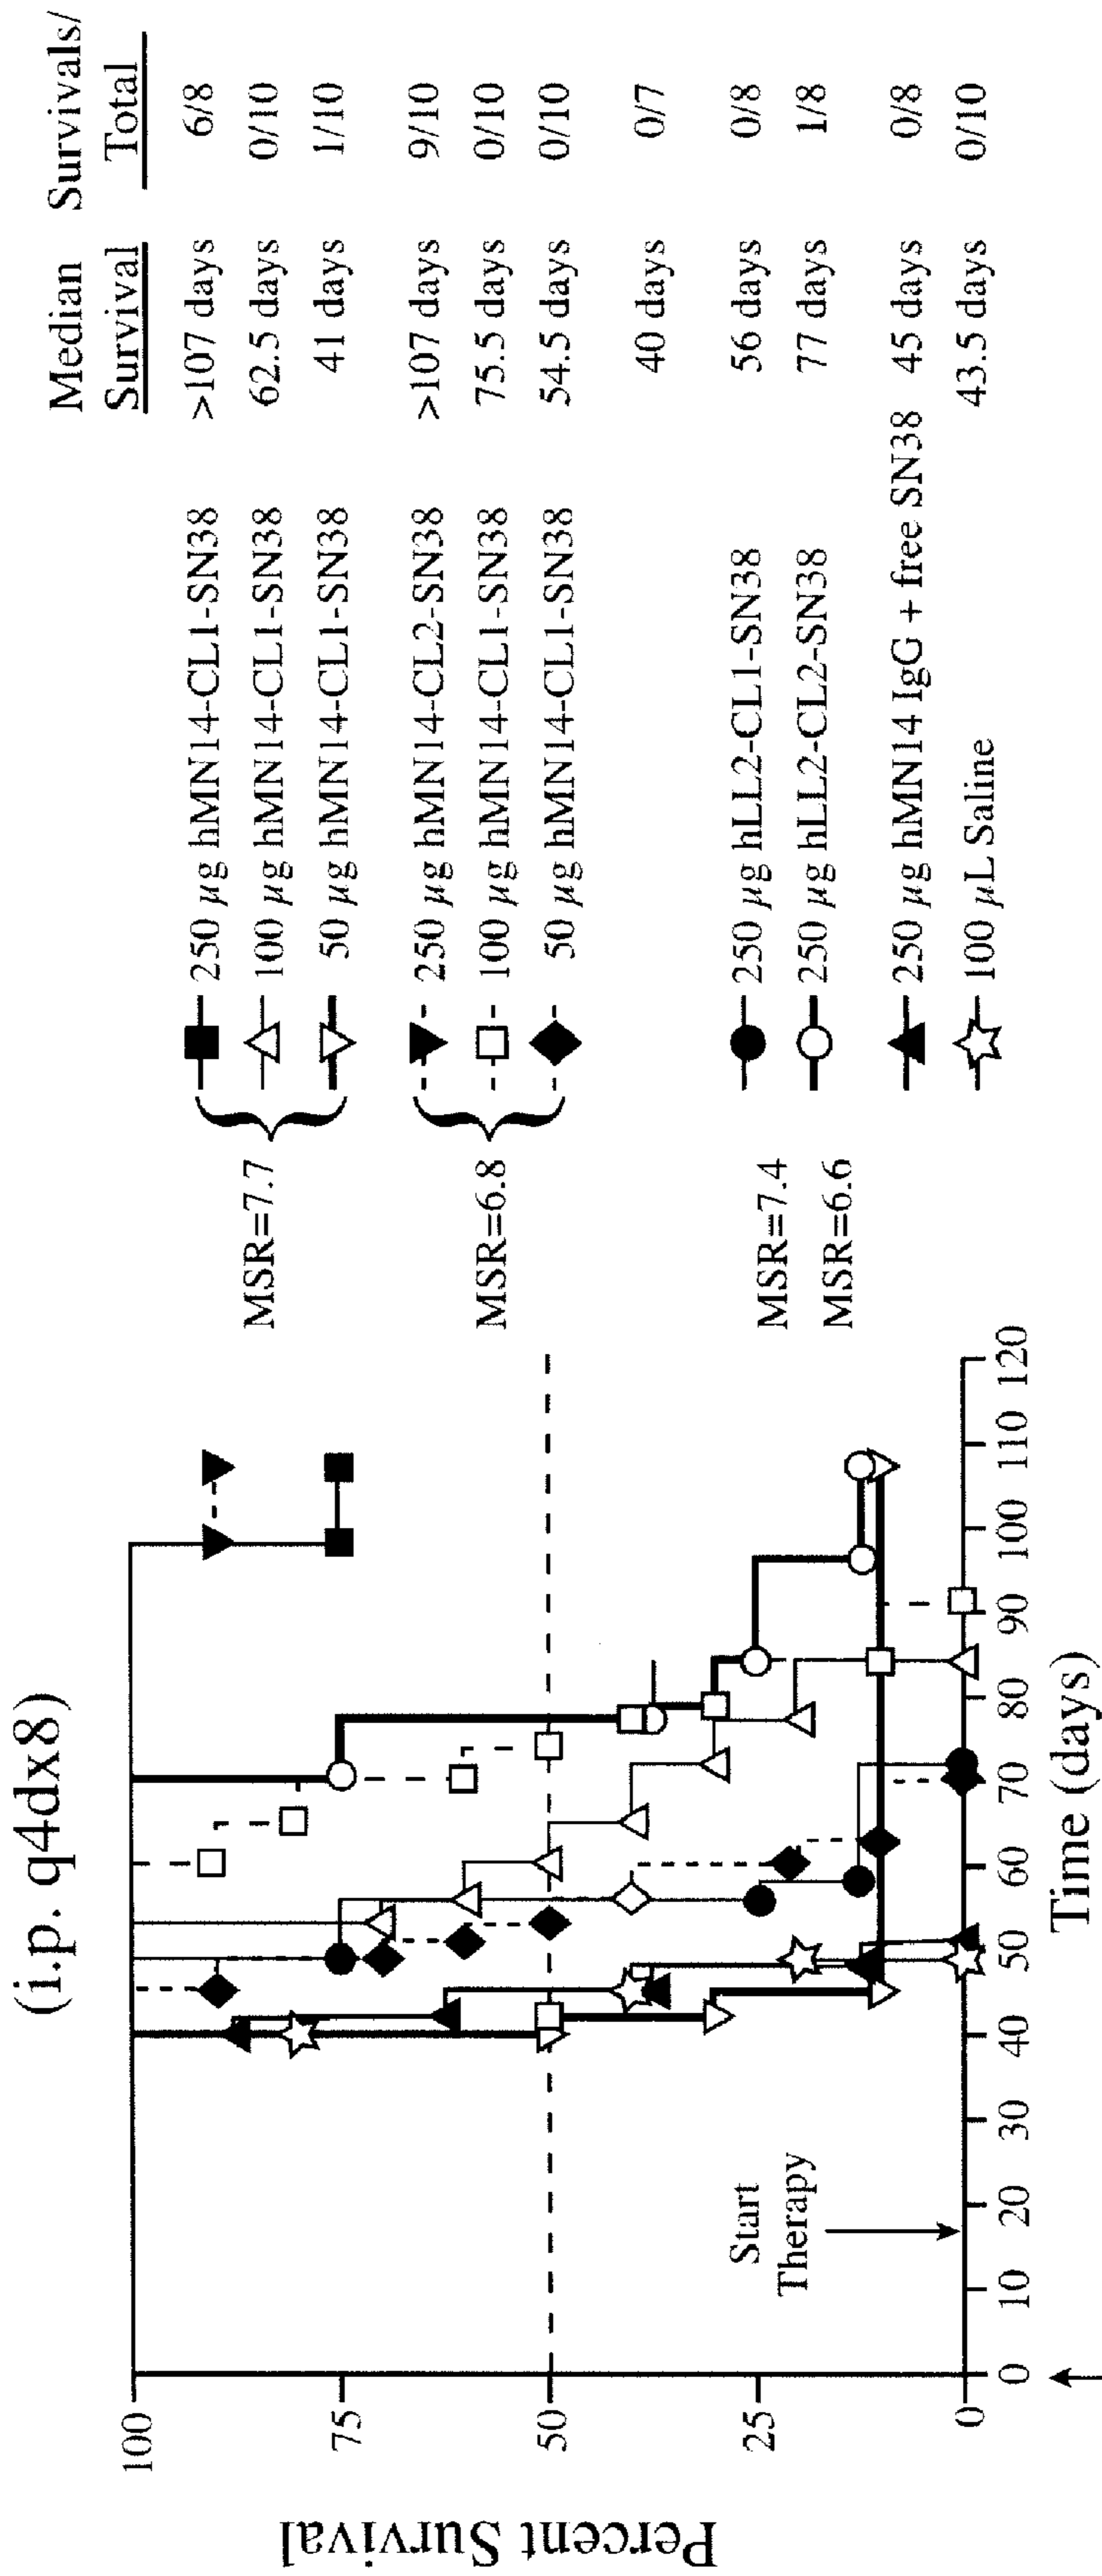 (i.p. q4dx8)
Percent Survival
100
75
50
25
0
0 10 20 30 40 50 60 70 80 90 100 110 120
Time (days)
Start
Therapy
Median Survivals/
Survival Total
MSR=7.7
250 µg hMN14-CL1-SN38 >107 days 6/8
100 µg hMN14-CL1-SN38 62.5 days 0/10
50 µg hMN14-CL1-SN38 41 days 1/10
MSR=6.8
250 µg hMN14-CL2-SN38 >107 days 9/10
100 µg hMN14-CL1-SN38 75.5 days 0/10
50 µg hMN14-CL1-SN38 54.5 days 0/10
40 days 0/7
MSR=7.4 250 µg hLL2-CL1-SN38 56 days 0/8
MSR=6.6 250 µg hLL2-CL2-SN38 77 days 1/8
250 µg hMN14 IgG + free SN38 45 days 0/8
100 µL Saline 43.5 days 0/10